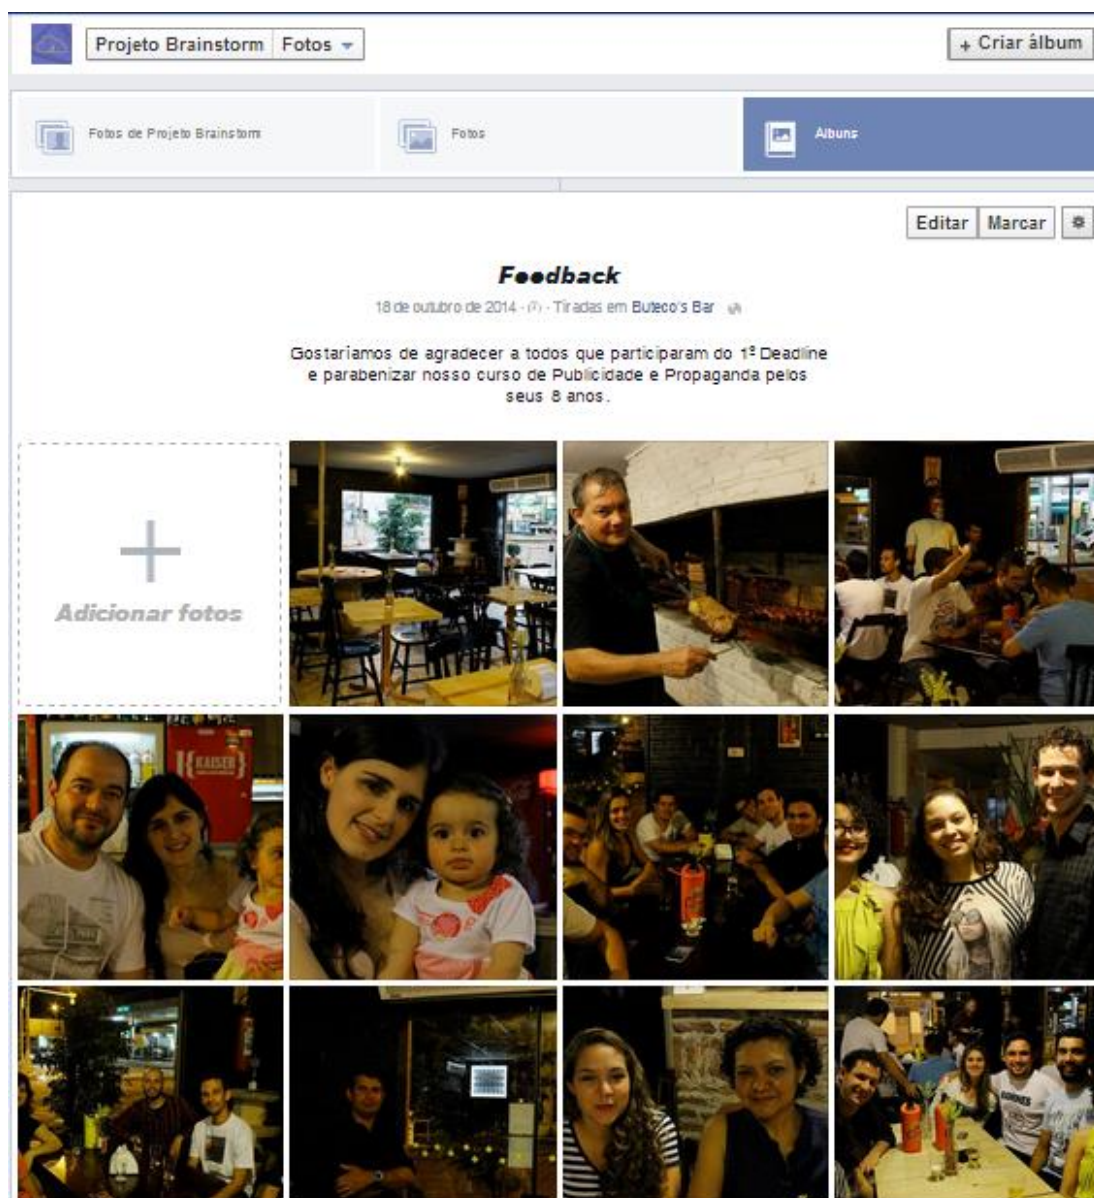 Projeto Brainstorm Fotos
+ Criar álbum
Fotos de Projeto Brainstorm
Fotos
Álbuns
Editar Marcar
Feedback
18 de outubro de 2014 · Tiradas em Buteco's Bar
Gostaríamos de agradecer a todos que participaram do 1º Deadline
e parabenizar nosso curso de Publicidade e Propaganda pelos
seus 8 anos.
Adicionar fotos
KAISER